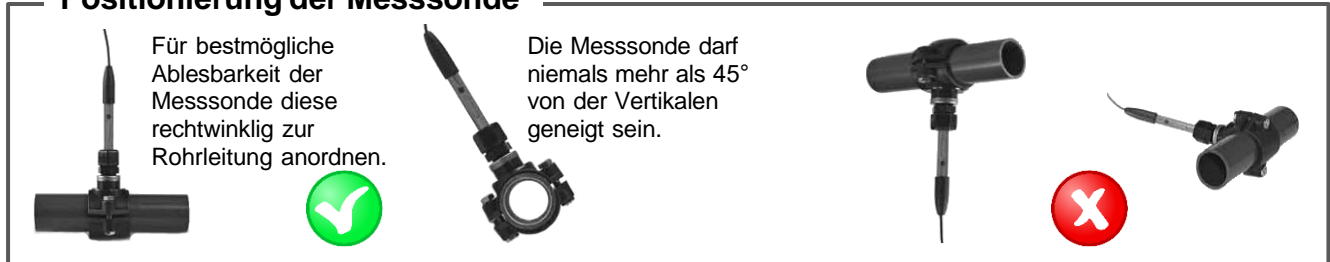 Positionierung der Messsonde
Für bestmögliche
Ablesbarkeit der
Messsonde diese
rechtwinklig zur
Rohrleitung anordnen.
Die Messsonde darf
niemals mehr als 45°
von der Vertikalen
geneigt sein.